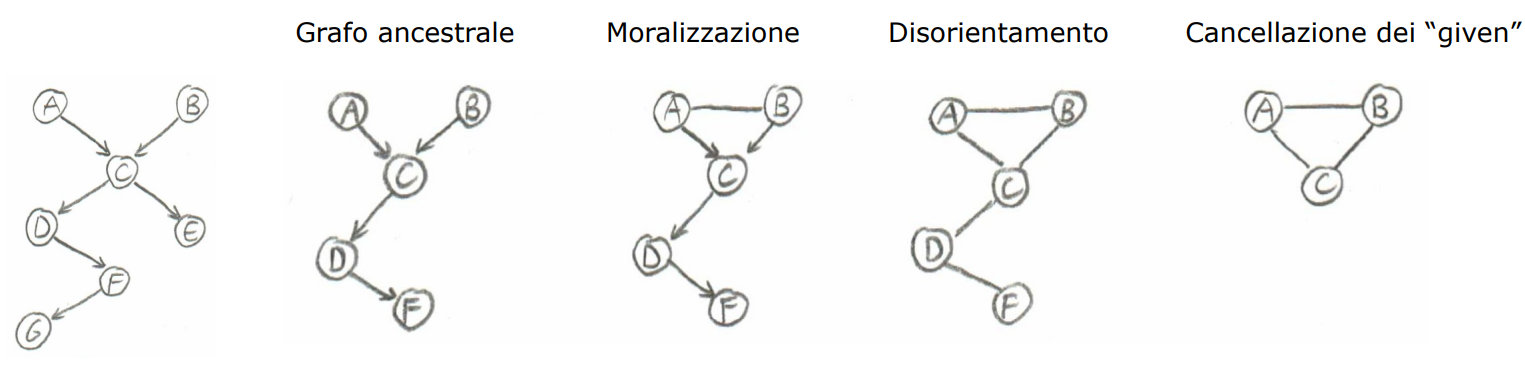 Grafo ancestrale
Moralizzazione
Disorientamento
Cancellazione dei “given”
A
B
C
D
E
F
G
A
B
C
D
F
A
B
C
D
F
A
B
C
D
F
A
B
C